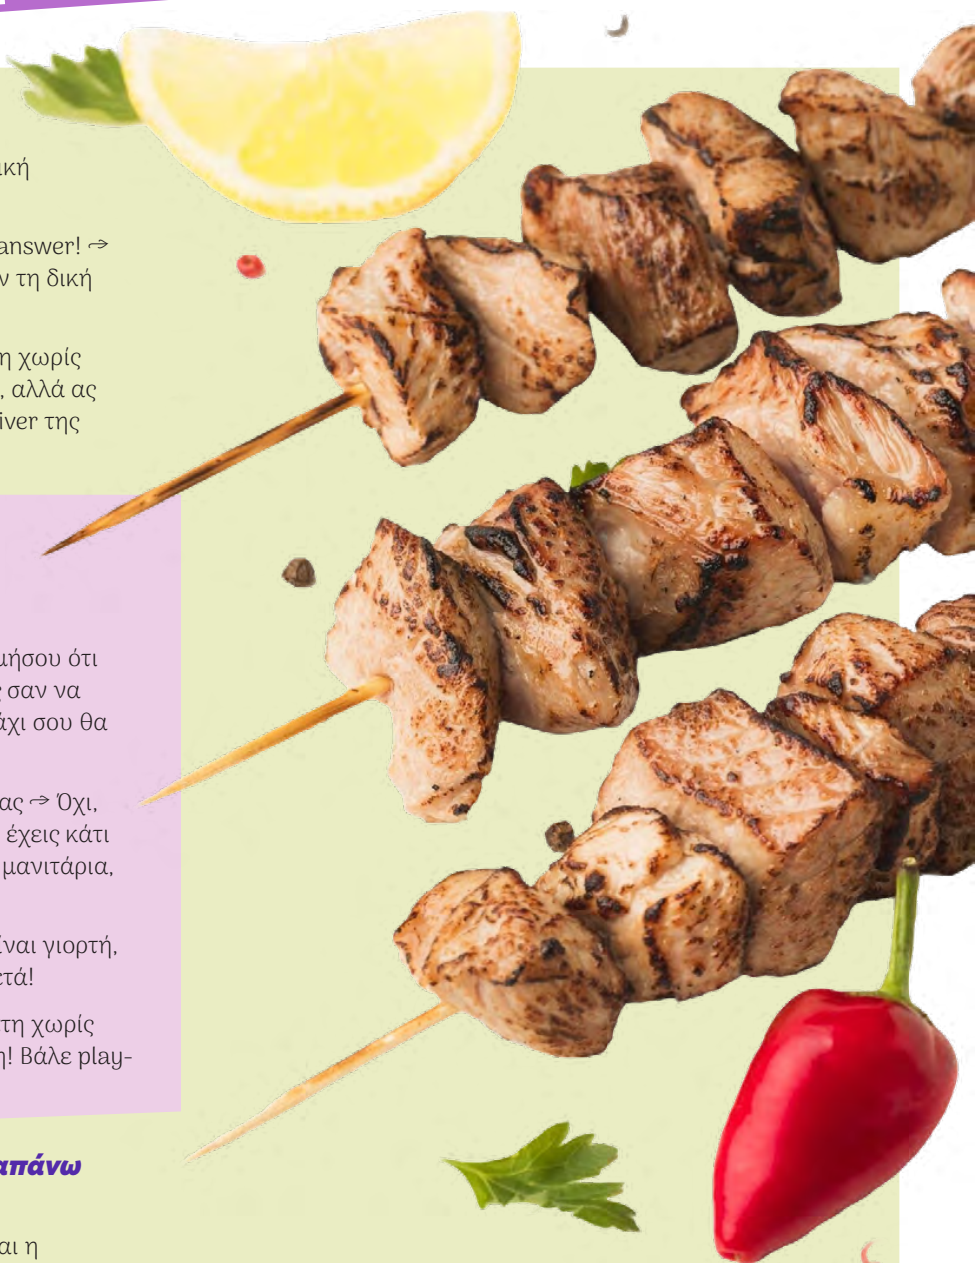 ική
answer! →
ν τη δική
η χωρίς
, αλλά ας
iver της
μήσου ότι
ς σαν να
άχι σου θα
ας → Όχι,
έχεις κάτι
μανιτάρια,
ίναι γιορτή,
ετά!
τη χωρίς
η! Βάλε play-
απάνω
αι η